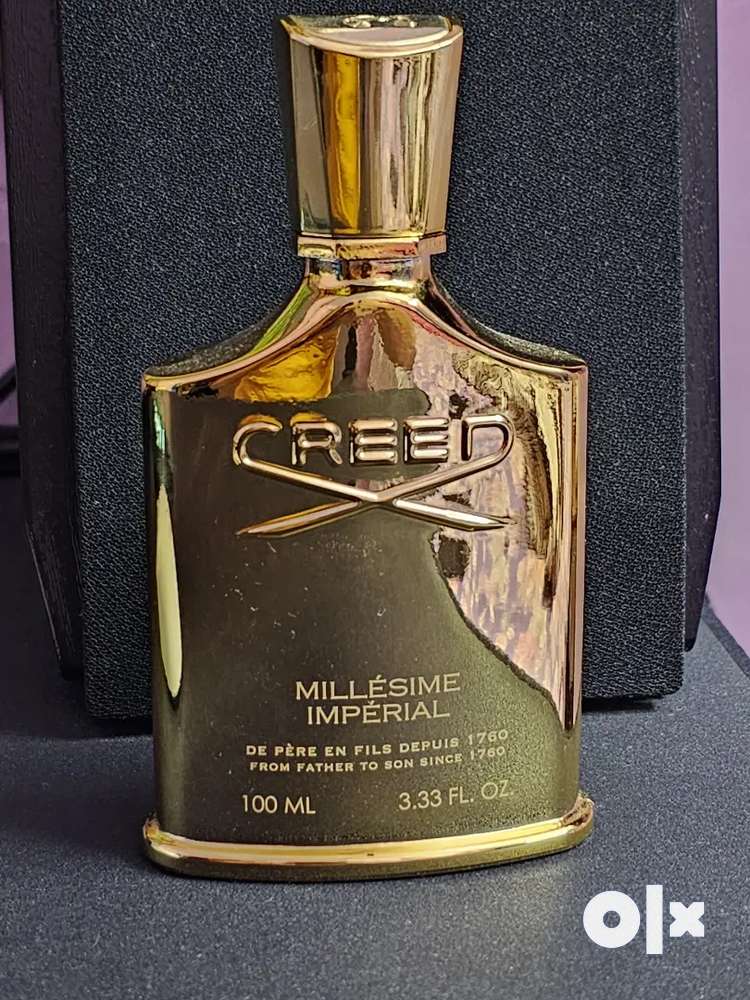 CREED
MILLÉSIME
IMPÉRIAL
DE PÈRE EN FILS DEPUIS 1760
FROM FATHER TO SON SINCE 1760
100 ML 3.33 FL. OZ.
olx